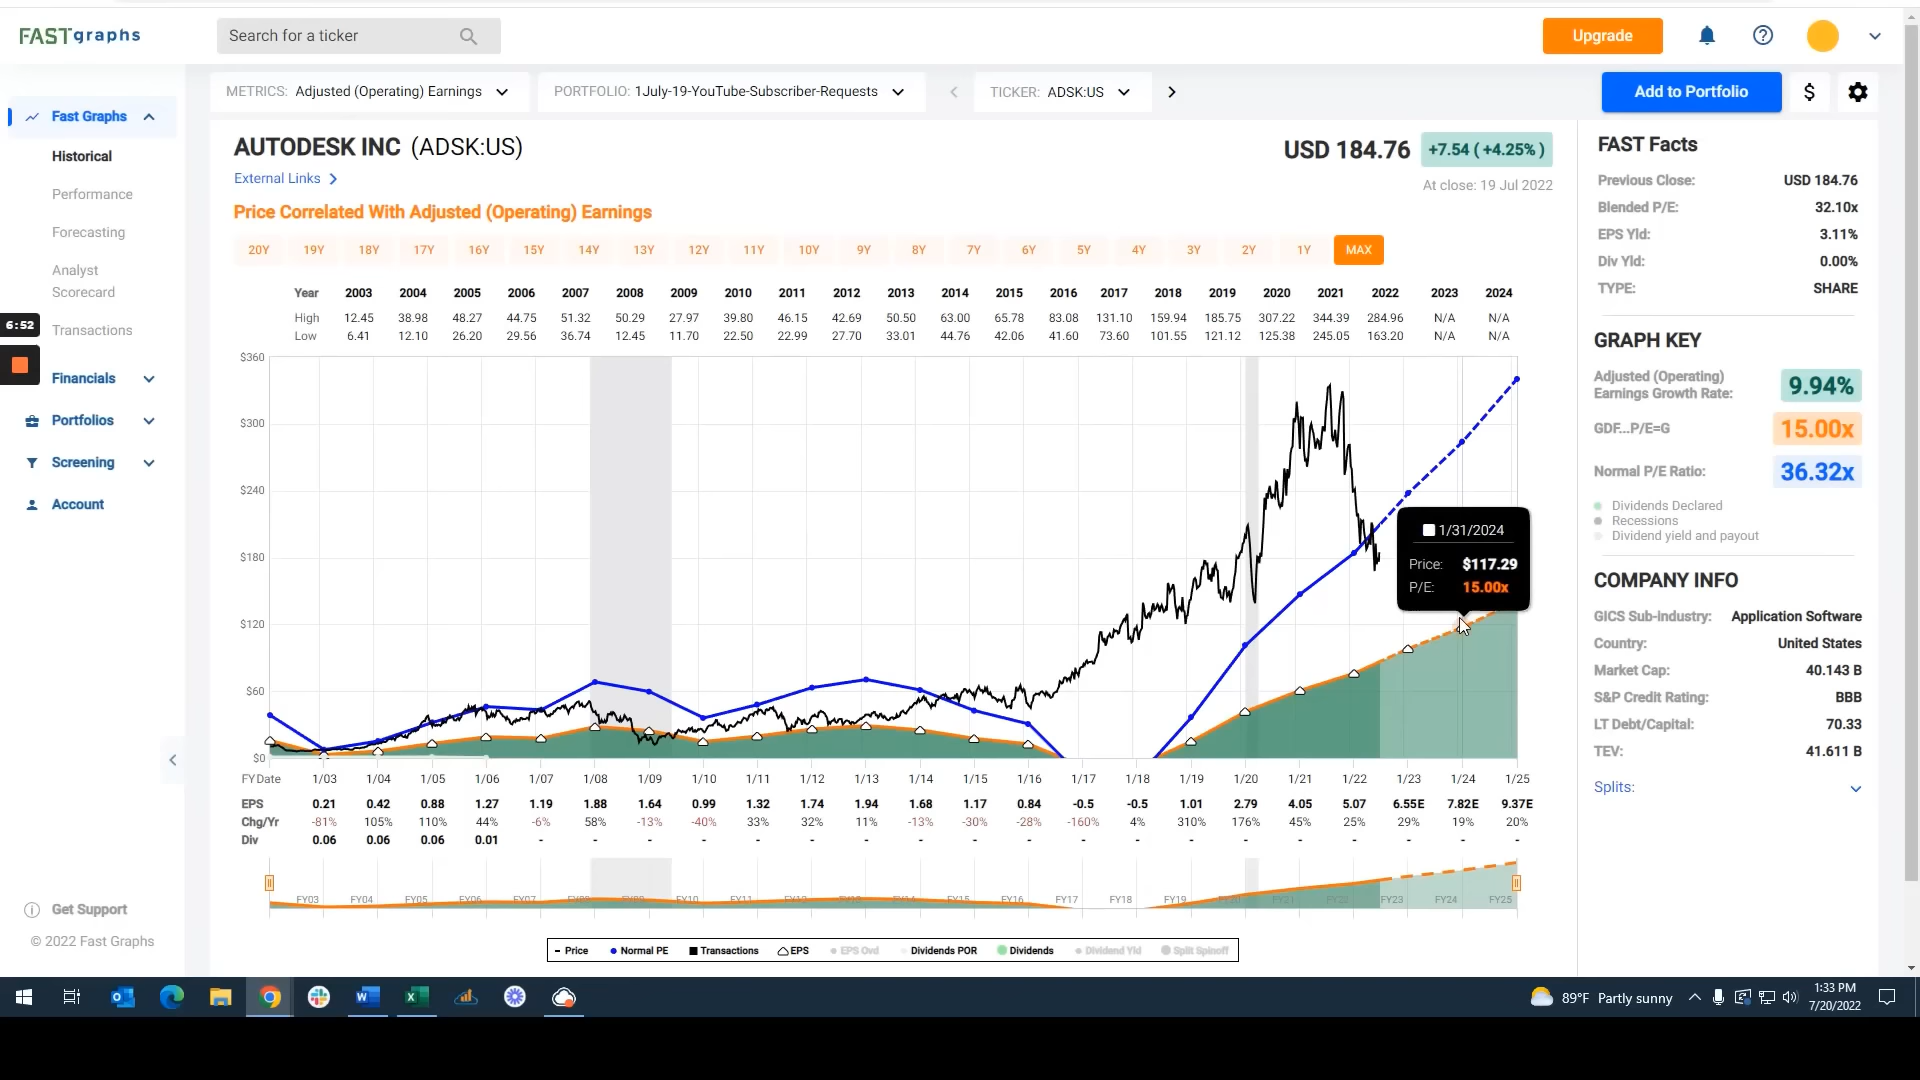 FASTgraphs
Search for a ticker
Upgrade
METRICS: Adjusted (Operating) Earnings
PORTFOLIO: 1July-19-YouTube-Subscriber-Requests
TICKER: ADSK:US
Add to Portfolio
$
Fast Graphs
Historical
Performance
Forecasting
Analyst
Scorecard
Transactions
6:52
Financials
Portfolios
Screening
Account
Get Support
© 2022 Fast Graphs
AUTODESK INC (ADSK:US)
External Links
USD 184.76 +7.54 ( +4.25% )
At close: 19 Jul 2022
Price Correlated With Adjusted (Operating) Earnings
20Y 19Y 18Y 17Y 16Y 15Y 14Y 13Y 12Y 11Y 10Y 9Y 8Y 7Y 6Y 5Y 4Y 3Y 2Y 1Y MAX
Year 2003 2004 2005 2006 2007 2008 2009 2010 2011 2012 2013 2014 2015 2016 2017 2018 2019 2020 2021 2022 2023 2024
High 12.45 38.98 48.27 44.75 51.32 50.29 27.97 39.80 46.15 42.69 50.50 63.00 65.78 83.08 131.10 159.94 185.75 307.22 344.39 284.96 N/A N/A
Low 6.41 12.10 26.20 29.56 36.74 12.45 11.70 22.50 22.99 27.70 33.01 44.76 42.06 41.60 73.60 101.55 121.12 125.38 245.05 163.20 N/A N/A
$360
$300
$240
$180
$120
$60
$0
1/31/2024
Price: $117.29
P/E: 15.00x
FY Date 1/03 1/04 1/05 1/06 1/07 1/08 1/09 1/10 1/11 1/12 1/13 1/14 1/15 1/16 1/17 1/18 1/19 1/20 1/21 1/22 1/23 1/24 1/25
EPS 0.21 0.42 0.88 1.27 1.19 1.88 1.64 0.99 1.32 1.74 1.94 1.68 1.17 0.84 -0.5 -0.5 1.01 2.79 4.05 5.07 6.55E 7.82E 9.37E
Chg/Yr -81% 105% 110% 44% -6% 58% -13% -40% 33% 32% 11% -13% -30% -28% -160% 4% 310% 176% 45% 25% 29% 19% 20%
Div 0.06 0.06 0.06 0.01 - - - - - - - - - - - - - - - - - - -
FY03 FY04 FY05 FY06 FY07 FY08 FY09 FY10 FY11 FY12 FY13 FY14 FY15 FY16 FY17 FY18 FY19 FY20 FY21 FY22 FY23 FY24 FY25
Price Normal PE Transactions EPS EPS Ovd Dividends POR Dividends Dividend Yld Split Spinoff
FAST Facts
Previous Close: USD 184.76
Blended P/E: 32.10x
EPS Yld: 3.11%
Div Yld: 0.00%
TYPE: SHARE
GRAPH KEY
Adjusted (Operating)
Earnings Growth Rate: 9.94%
GDF...P/E=G 15.00x
Normal P/E Ratio: 36.32x
Dividends Declared
Recessions
Dividend yield and payout
COMPANY INFO
GICS Sub-industry: Application Software
Country: United States
Market Cap: 40.143 B
S&P Credit Rating: BBB
LT Debt/Capital: 70.33
TEV: 41.611 B
Splits:
89°F Partly sunny
1:33 PM
7/20/2022